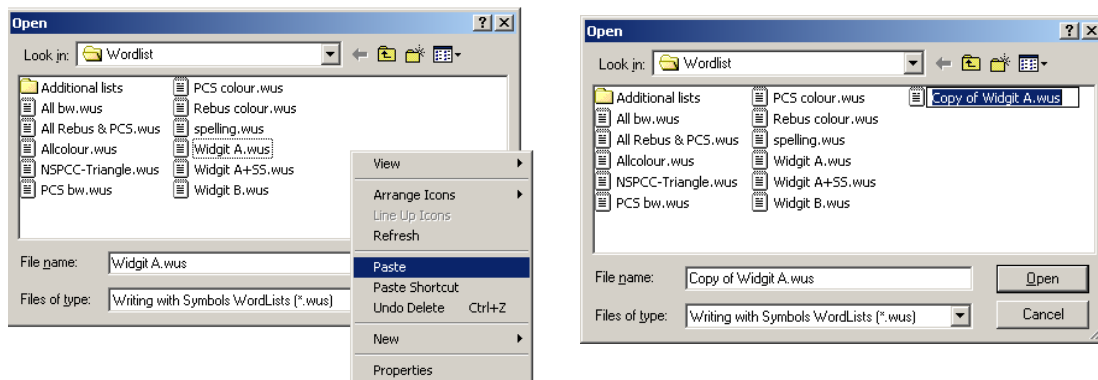 Open
Look in: Wordlist
Additional lists
All bw.wus
All Rebus & PCS.wus
Allcolour.wus
NSPCC-Triangle.wus
PCS bw.wus
PCS colour.wus
Rebus colour.wus
spelling.wus
Widgit A.wus
Widgit A+SS.wus
Widgit B.wus
File name: Widgit A.wus
Files of type: Writing with Symbols WordLists (*.wus)
View
Arrange Icons
Line Up Icons
Refresh
Paste
Paste Shortcut
Undo Delete Ctrl+Z
New
Properties
Open
Look in: Wordlist
Additional lists
All bw.wus
All Rebus & PCS.wus
Allcolour.wus
NSPCC-Triangle.wus
PCS bw.wus
PCS colour.wus
Rebus colour.wus
spelling.wus
Widgit A.wus
Widgit A+SS.wus
Widgit B.wus
Copy of Widgit A.wus
File name: Copy of Widgit A.wus Open
Files of type: Writing with Symbols WordLists (*.wus) Cancel